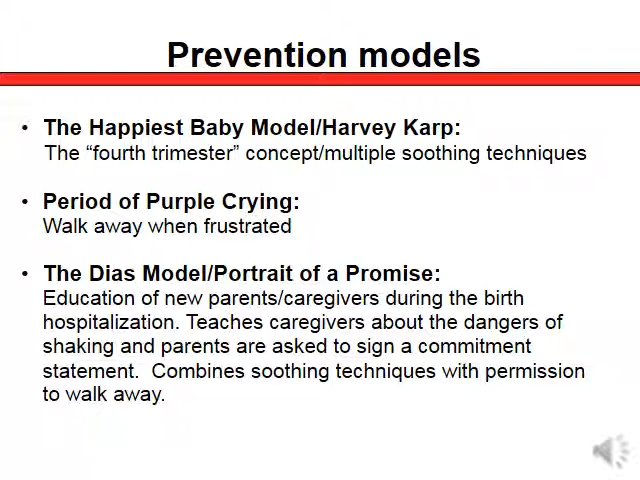 Prevention models
• The Happiest Baby Model/Harvey Karp:
The “fourth trimester” concept/multiple soothing techniques
• Period of Purple Crying:
Walk away when frustrated
• The Dias Model/Portrait of a Promise:
Education of new parents/caregivers during the birth
hospitalization. Teaches caregivers about the dangers of
shaking and parents are asked to sign a commitment
statement.  Combines soothing techniques with permission
to walk away.